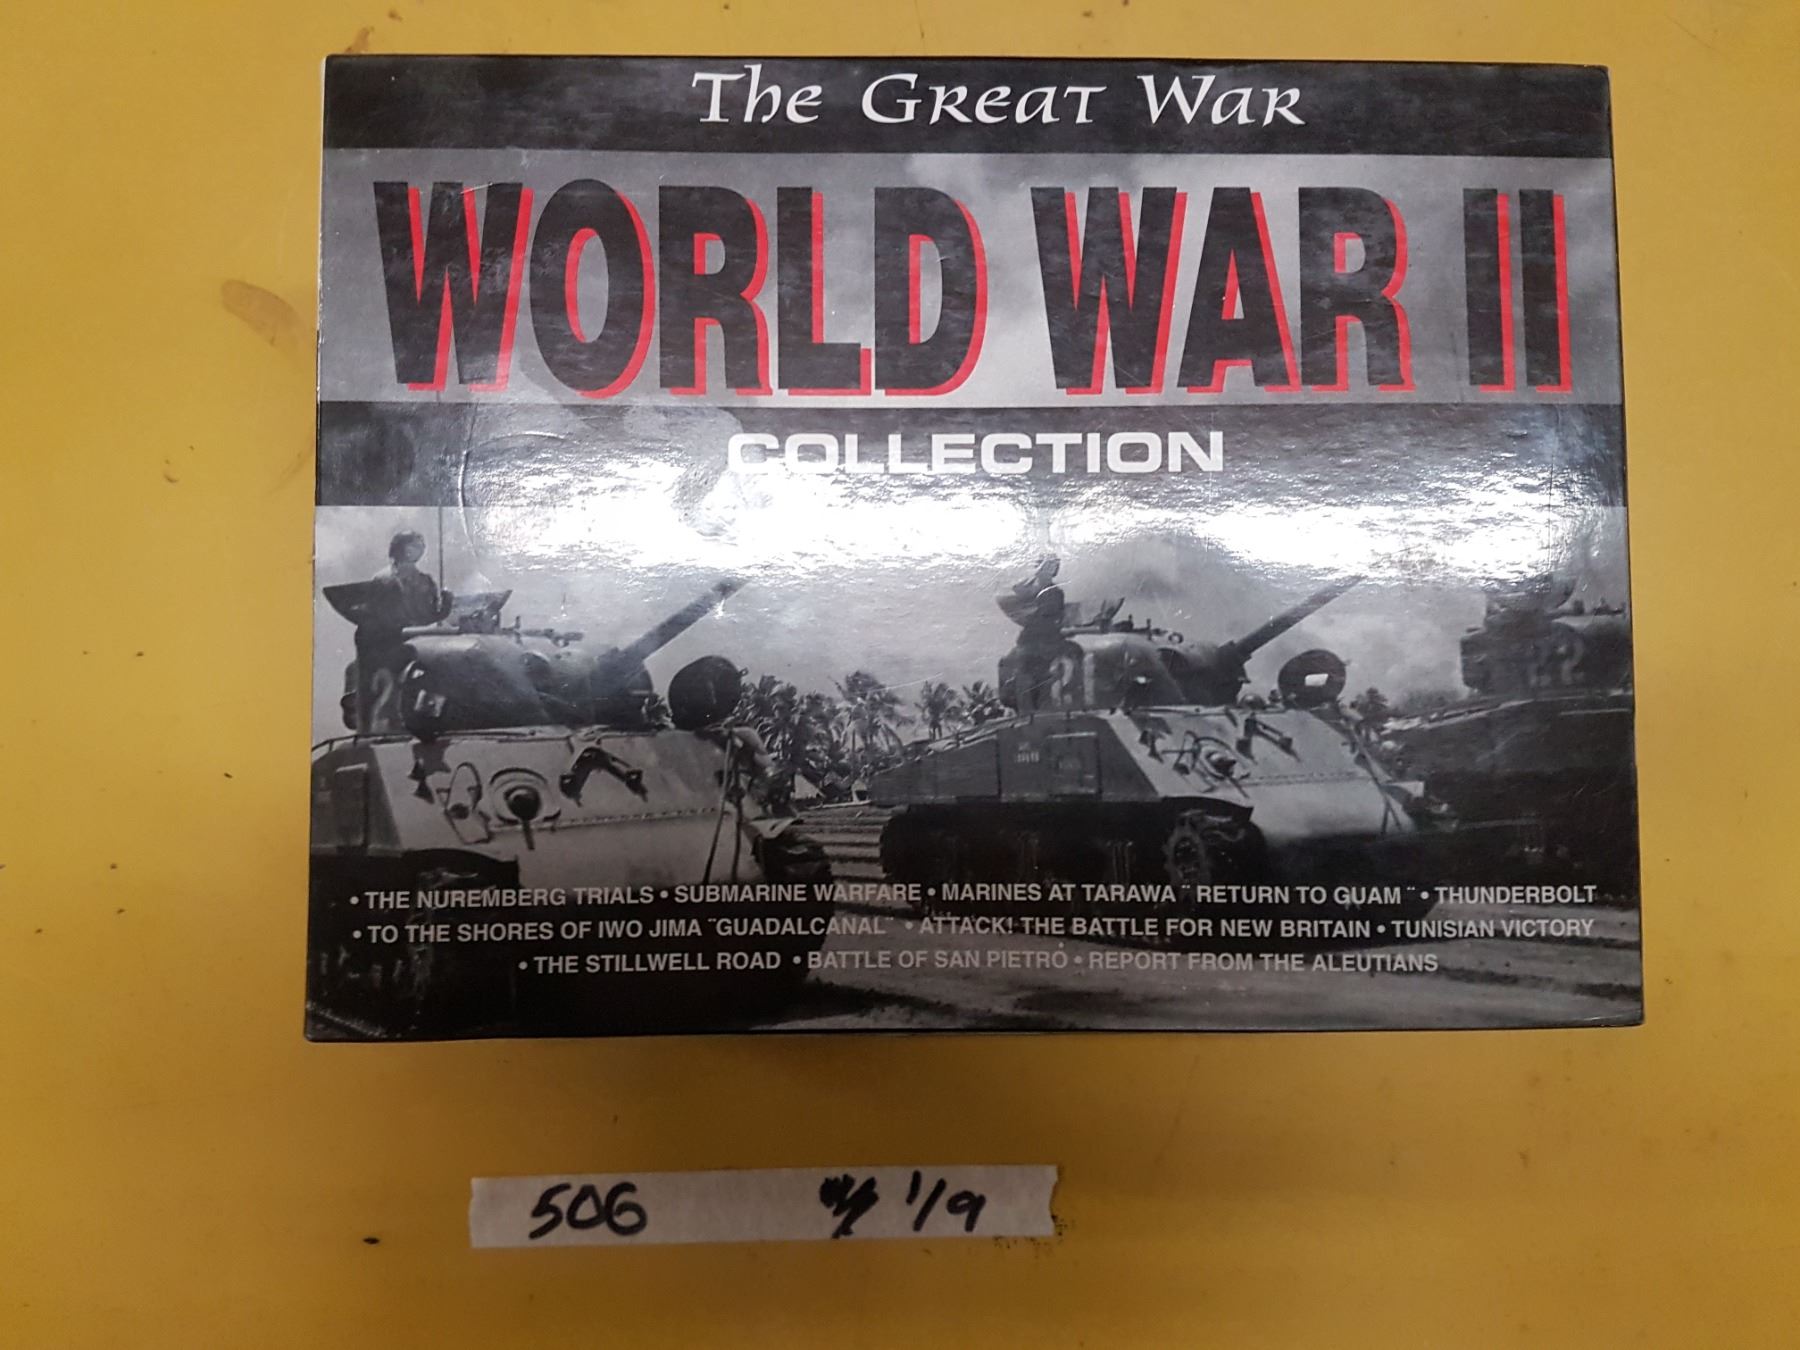 The Great War
WORLD WAR II
COLLECTION
• THE NUREMBERG TRIALS • SUBMARINE WARFARE • MARINES AT TARAWA ¨ RETURN TO GUAM ¨ • THUNDERBOLT
• TO THE SHORES OF IWO JIMA ¨GUADALCANAL¨ • ATTACK! THE BATTLE FOR NEW BRITAIN • TUNISIAN VICTORY
• THE STILLWELL ROAD • BATTLE OF SAN PIETRO • REPORT FROM THE ALEUTIANS
506 1/9